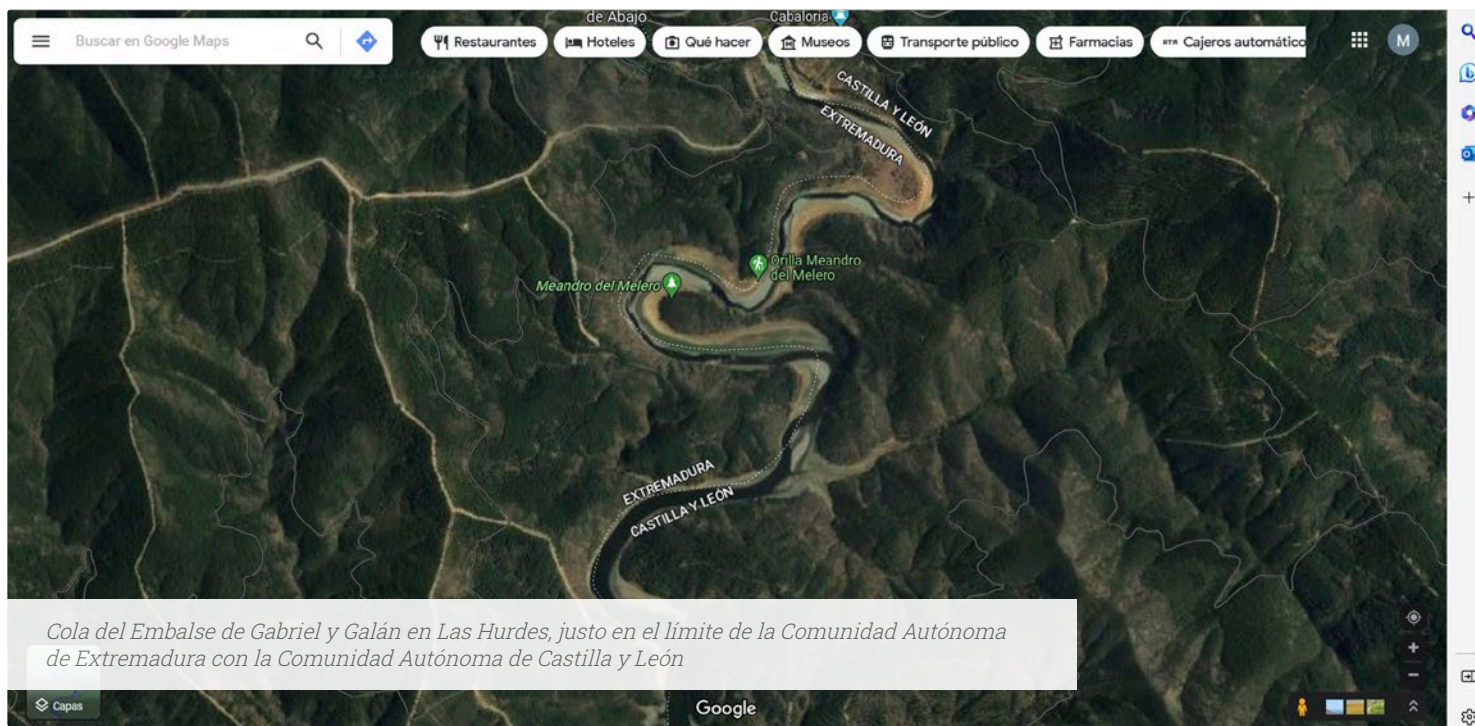 de Abajo
Cabaloria
Buscar en Google Maps
Restaurantes
Hoteles
Qué hacer
Museos
Transporte público
Farmacias
ATM Cajeros automático
M
CASTILLA Y LEÓN
EXTREMADURA
Orilla Meandro
del Melero
Meandro del Melero
EXTREMADURA
CASTILLA Y LEÓN
Cola del Embalse de Gabriel y Galán en Las Hurdes, justo en el límite de la Comunidad Autónoma
de Extremadura con la Comunidad Autónoma de Castilla y León
Capas
Google